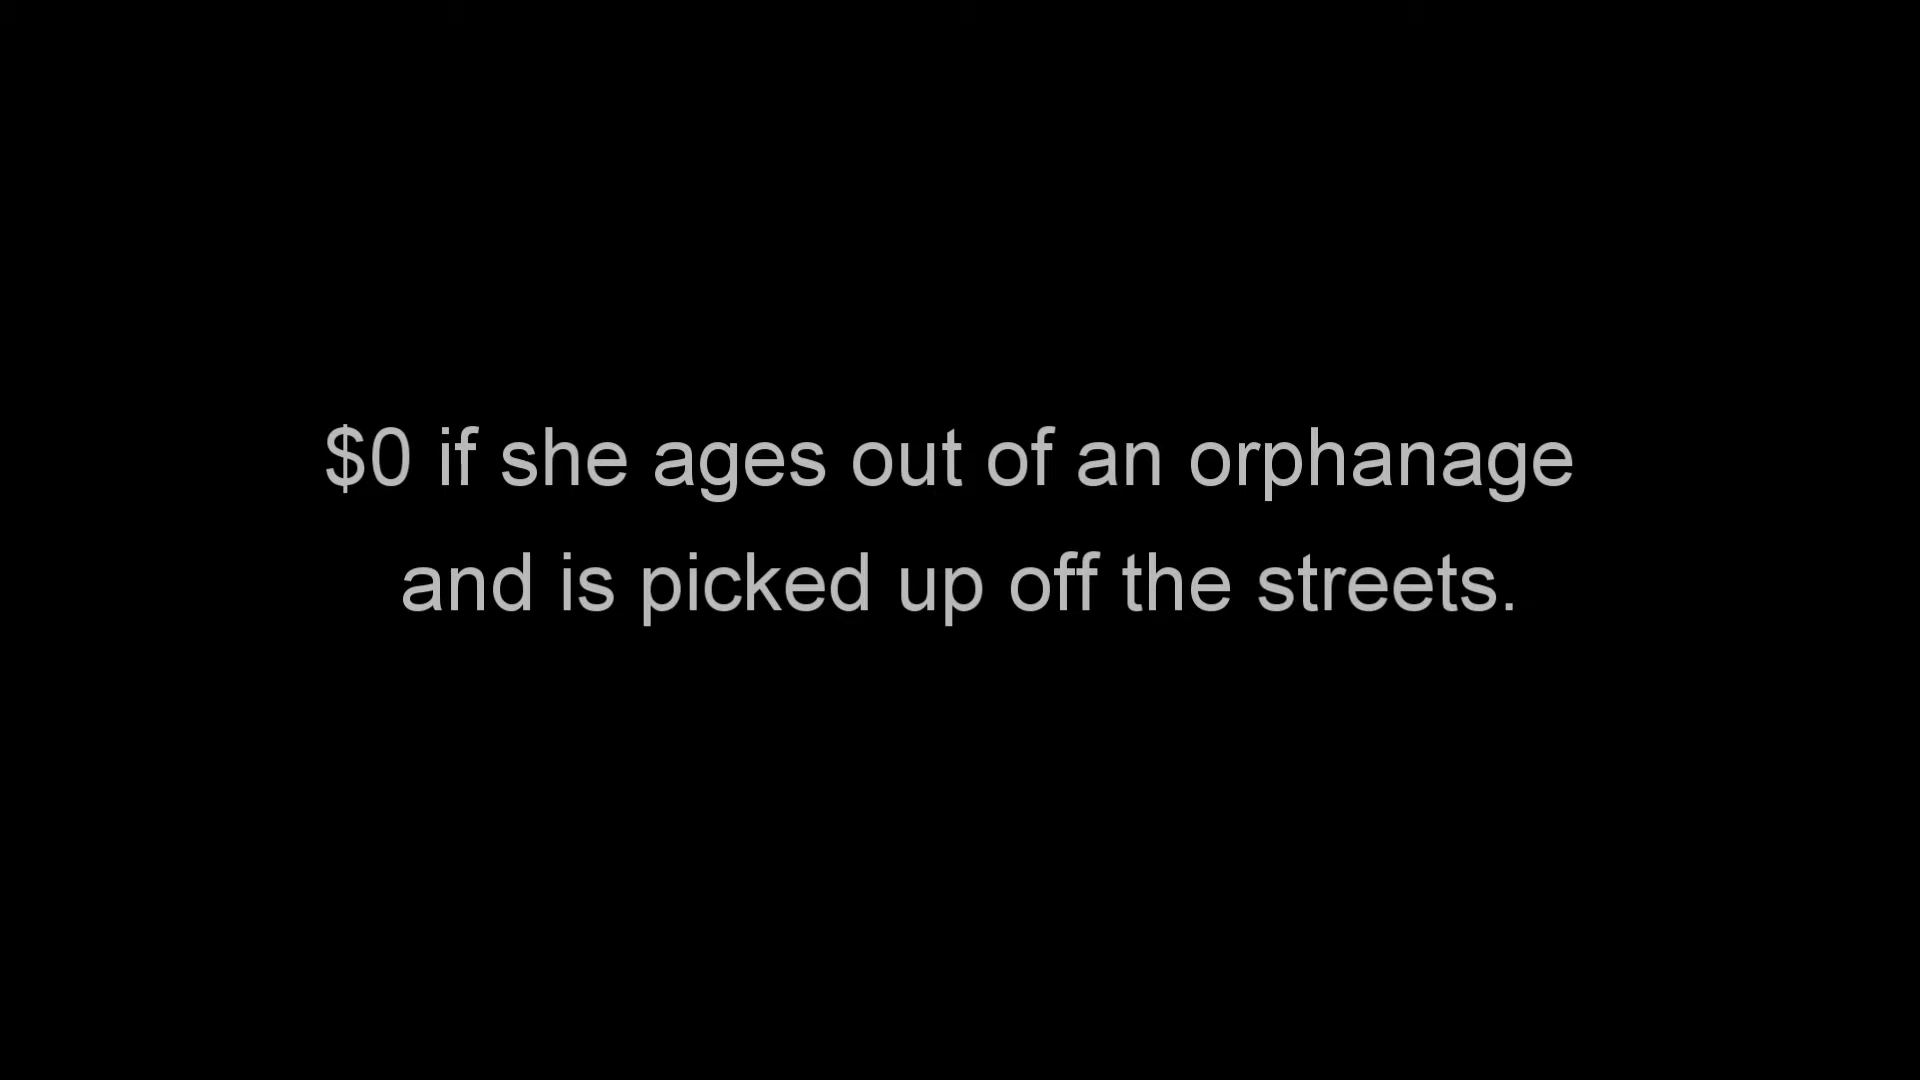 $0 if she ages out of an orphanage
and is picked up off the streets.